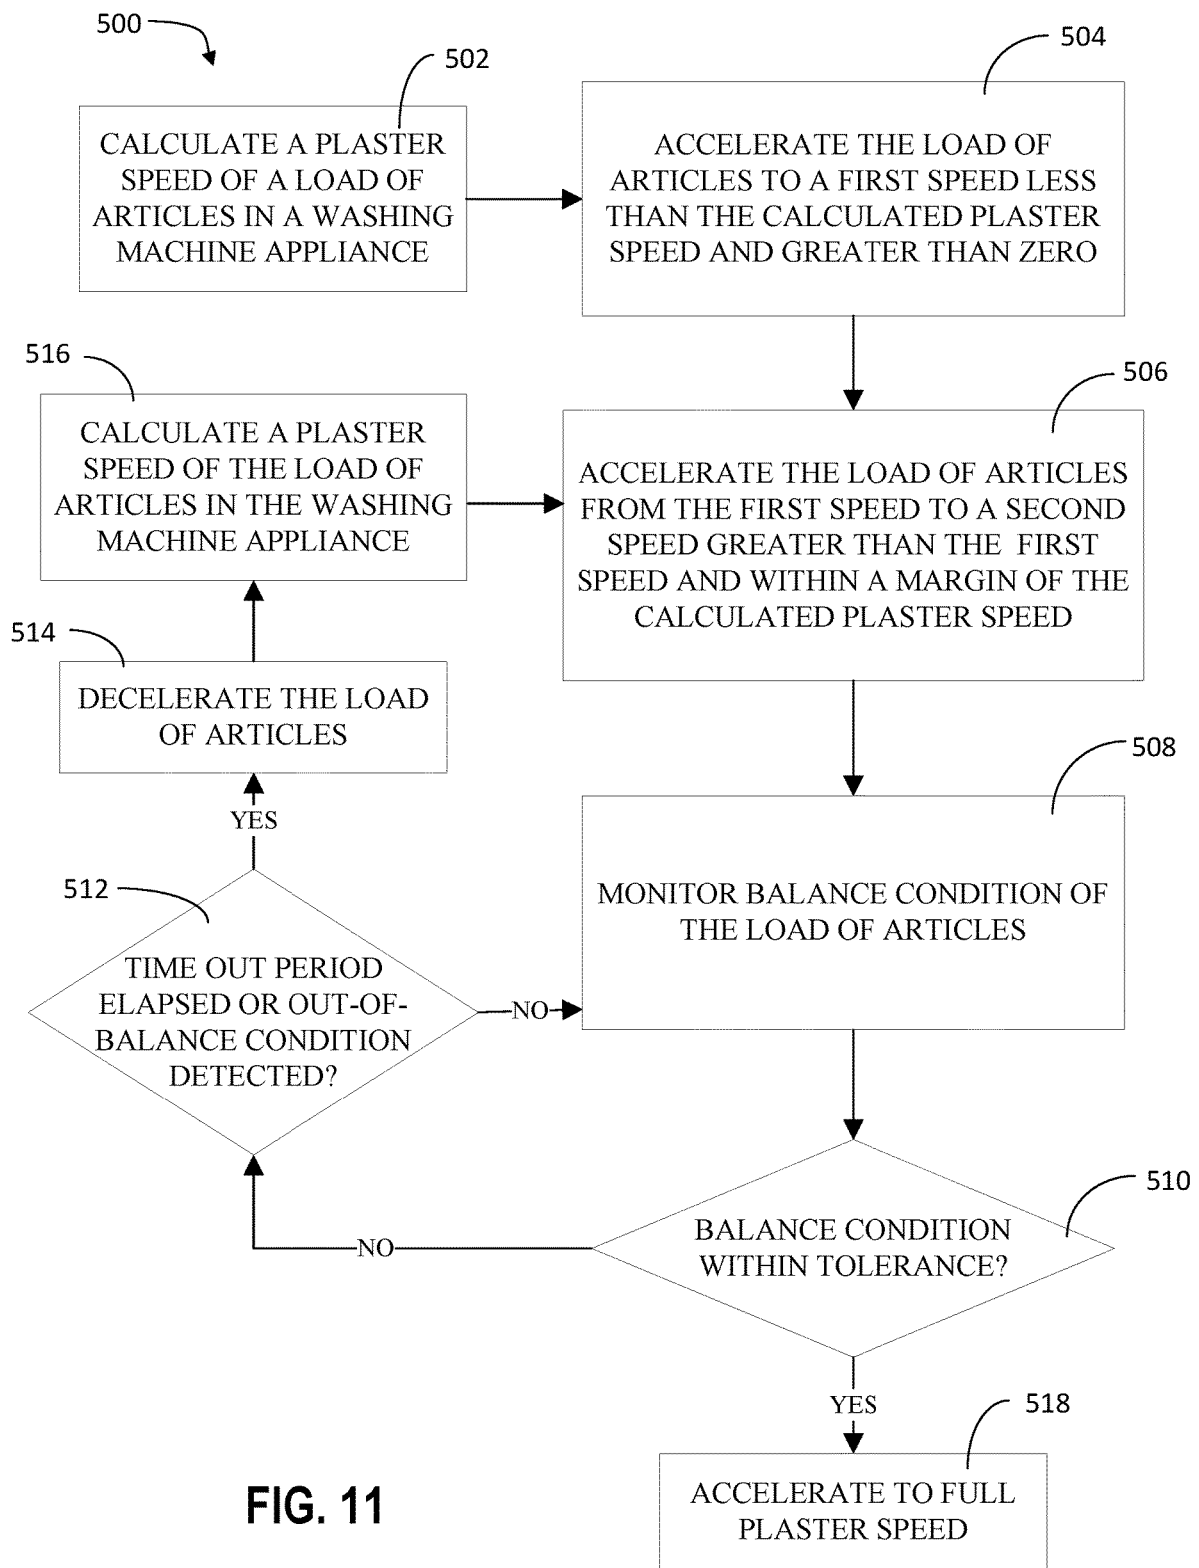 500
502
CALCULATE A PLASTER
SPEED OF A LOAD OF
ARTICLES IN A WASHING
MACHINE APPLIANCE
504
ACCELERATE THE LOAD OF
ARTICLES TO A FIRST SPEED LESS
THAN THE CALCULATED PLASTER
SPEED AND GREATER THAN ZERO
516
CALCULATE A PLASTER
SPEED OF THE LOAD OF
ARTICLES IN THE WASHING
MACHINE APPLIANCE
506
ACCELERATE THE LOAD OF ARTICLES
FROM THE FIRST SPEED TO A SECOND
SPEED GREATER THAN THE FIRST
SPEED AND WITHIN A MARGIN OF THE
CALCULATED PLASTER SPEED
514
DECELERATE THE LOAD
OF ARTICLES
YES
508
MONITOR BALANCE CONDITION OF
THE LOAD OF ARTICLES
512
TIME OUT PERIOD
ELAPSED OR OUT-OF-
BALANCE CONDITION
DETECTED?
NO
510
BALANCE CONDITION
WITHIN TOLERANCE?
NO
YES
518
ACCELERATE TO FULL
PLASTER SPEED
FIG. 11